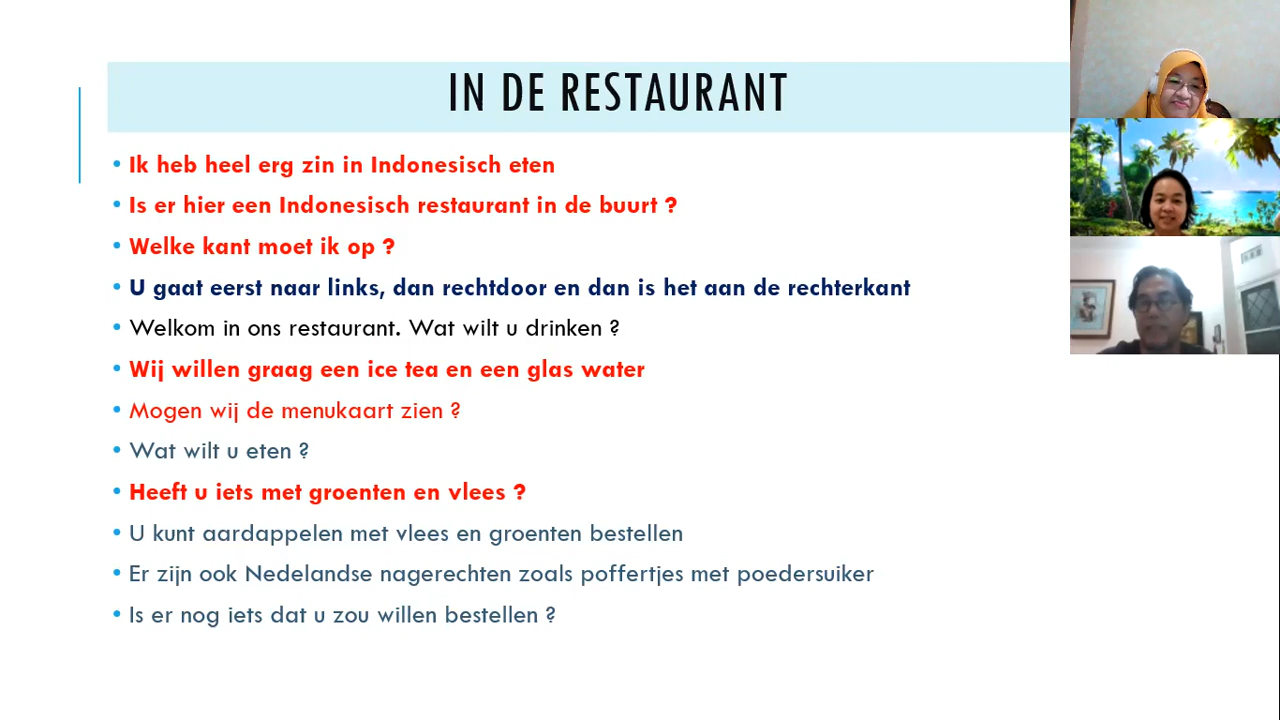 IN DE RESTAURANT
• Ik heb heel erg zin in Indonesisch eten
• Is er hier een Indonesisch restaurant in de buurt ?
• Welke kant moet ik op ?
• U gaat eerst naar links, dan rechtdoor en dan is het aan de rechterkant
• Welkom in ons restaurant. Wat wilt u drinken ?
• Wij willen graag een ice tea en een glas water
• Mogen wij de menukaart zien ?
• Wat wilt u eten ?
• Heeft u iets met groenten en vlees ?
• U kunt aardappelen met vlees en groenten bestellen
• Er zijn ook Nedelandse nagerechten zoals poffertjes met poedersuiker
• Is er nog iets dat u zou willen bestellen ?